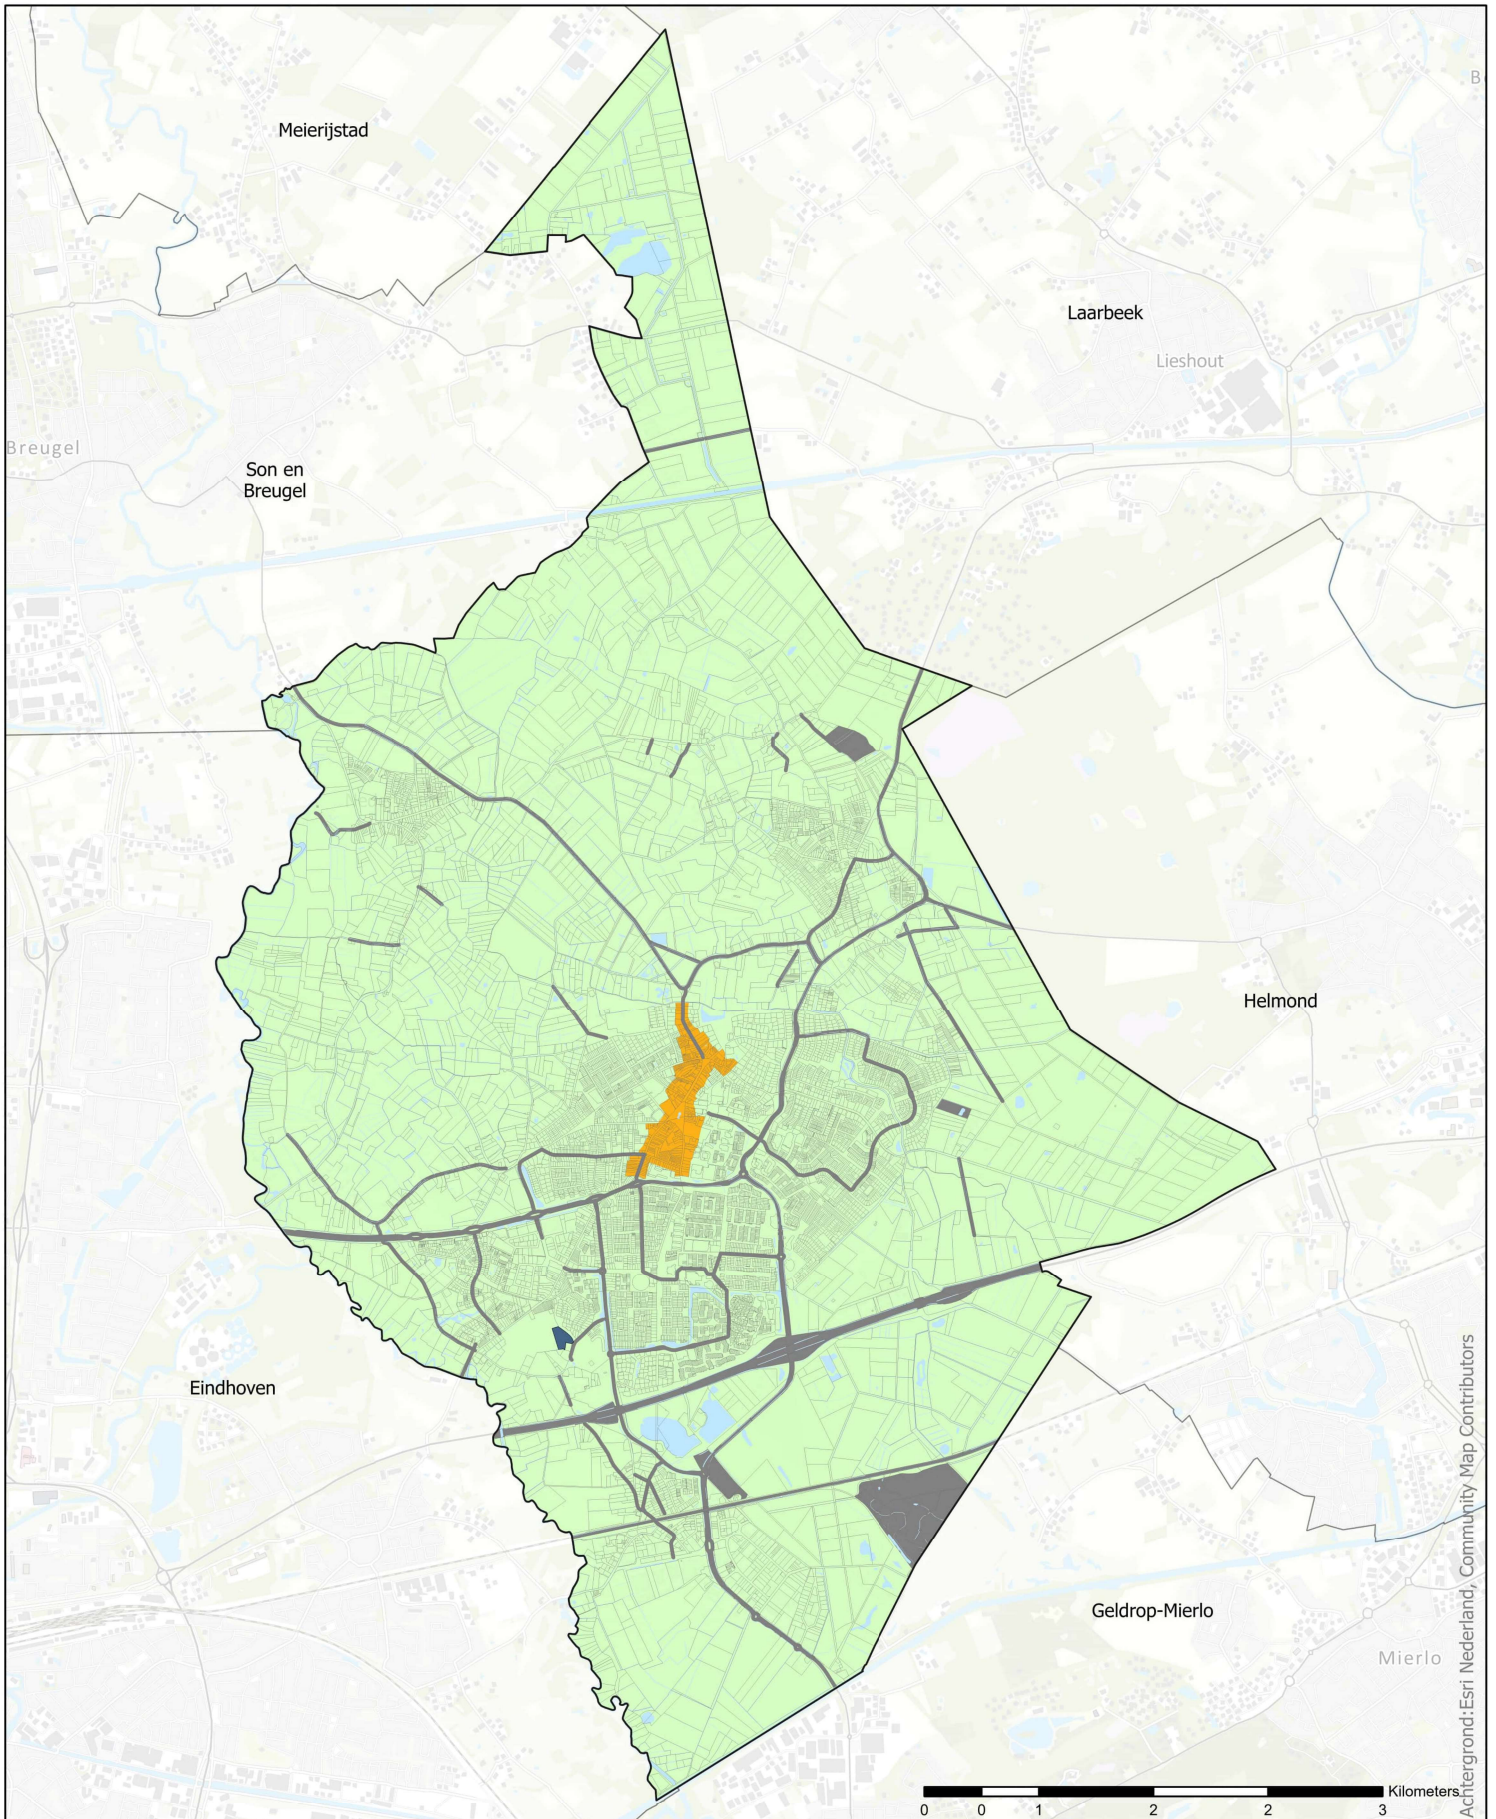 Meierijstad
Laarbeek
Lieshout
Breugel
Son en
Breugel
Helmond
Eindhoven
Geldrop-Mierlo
Mierlo
Kilometers
0 0 1 2 2 3
Achtergrond:Esri Nederland, Community Map Contributors